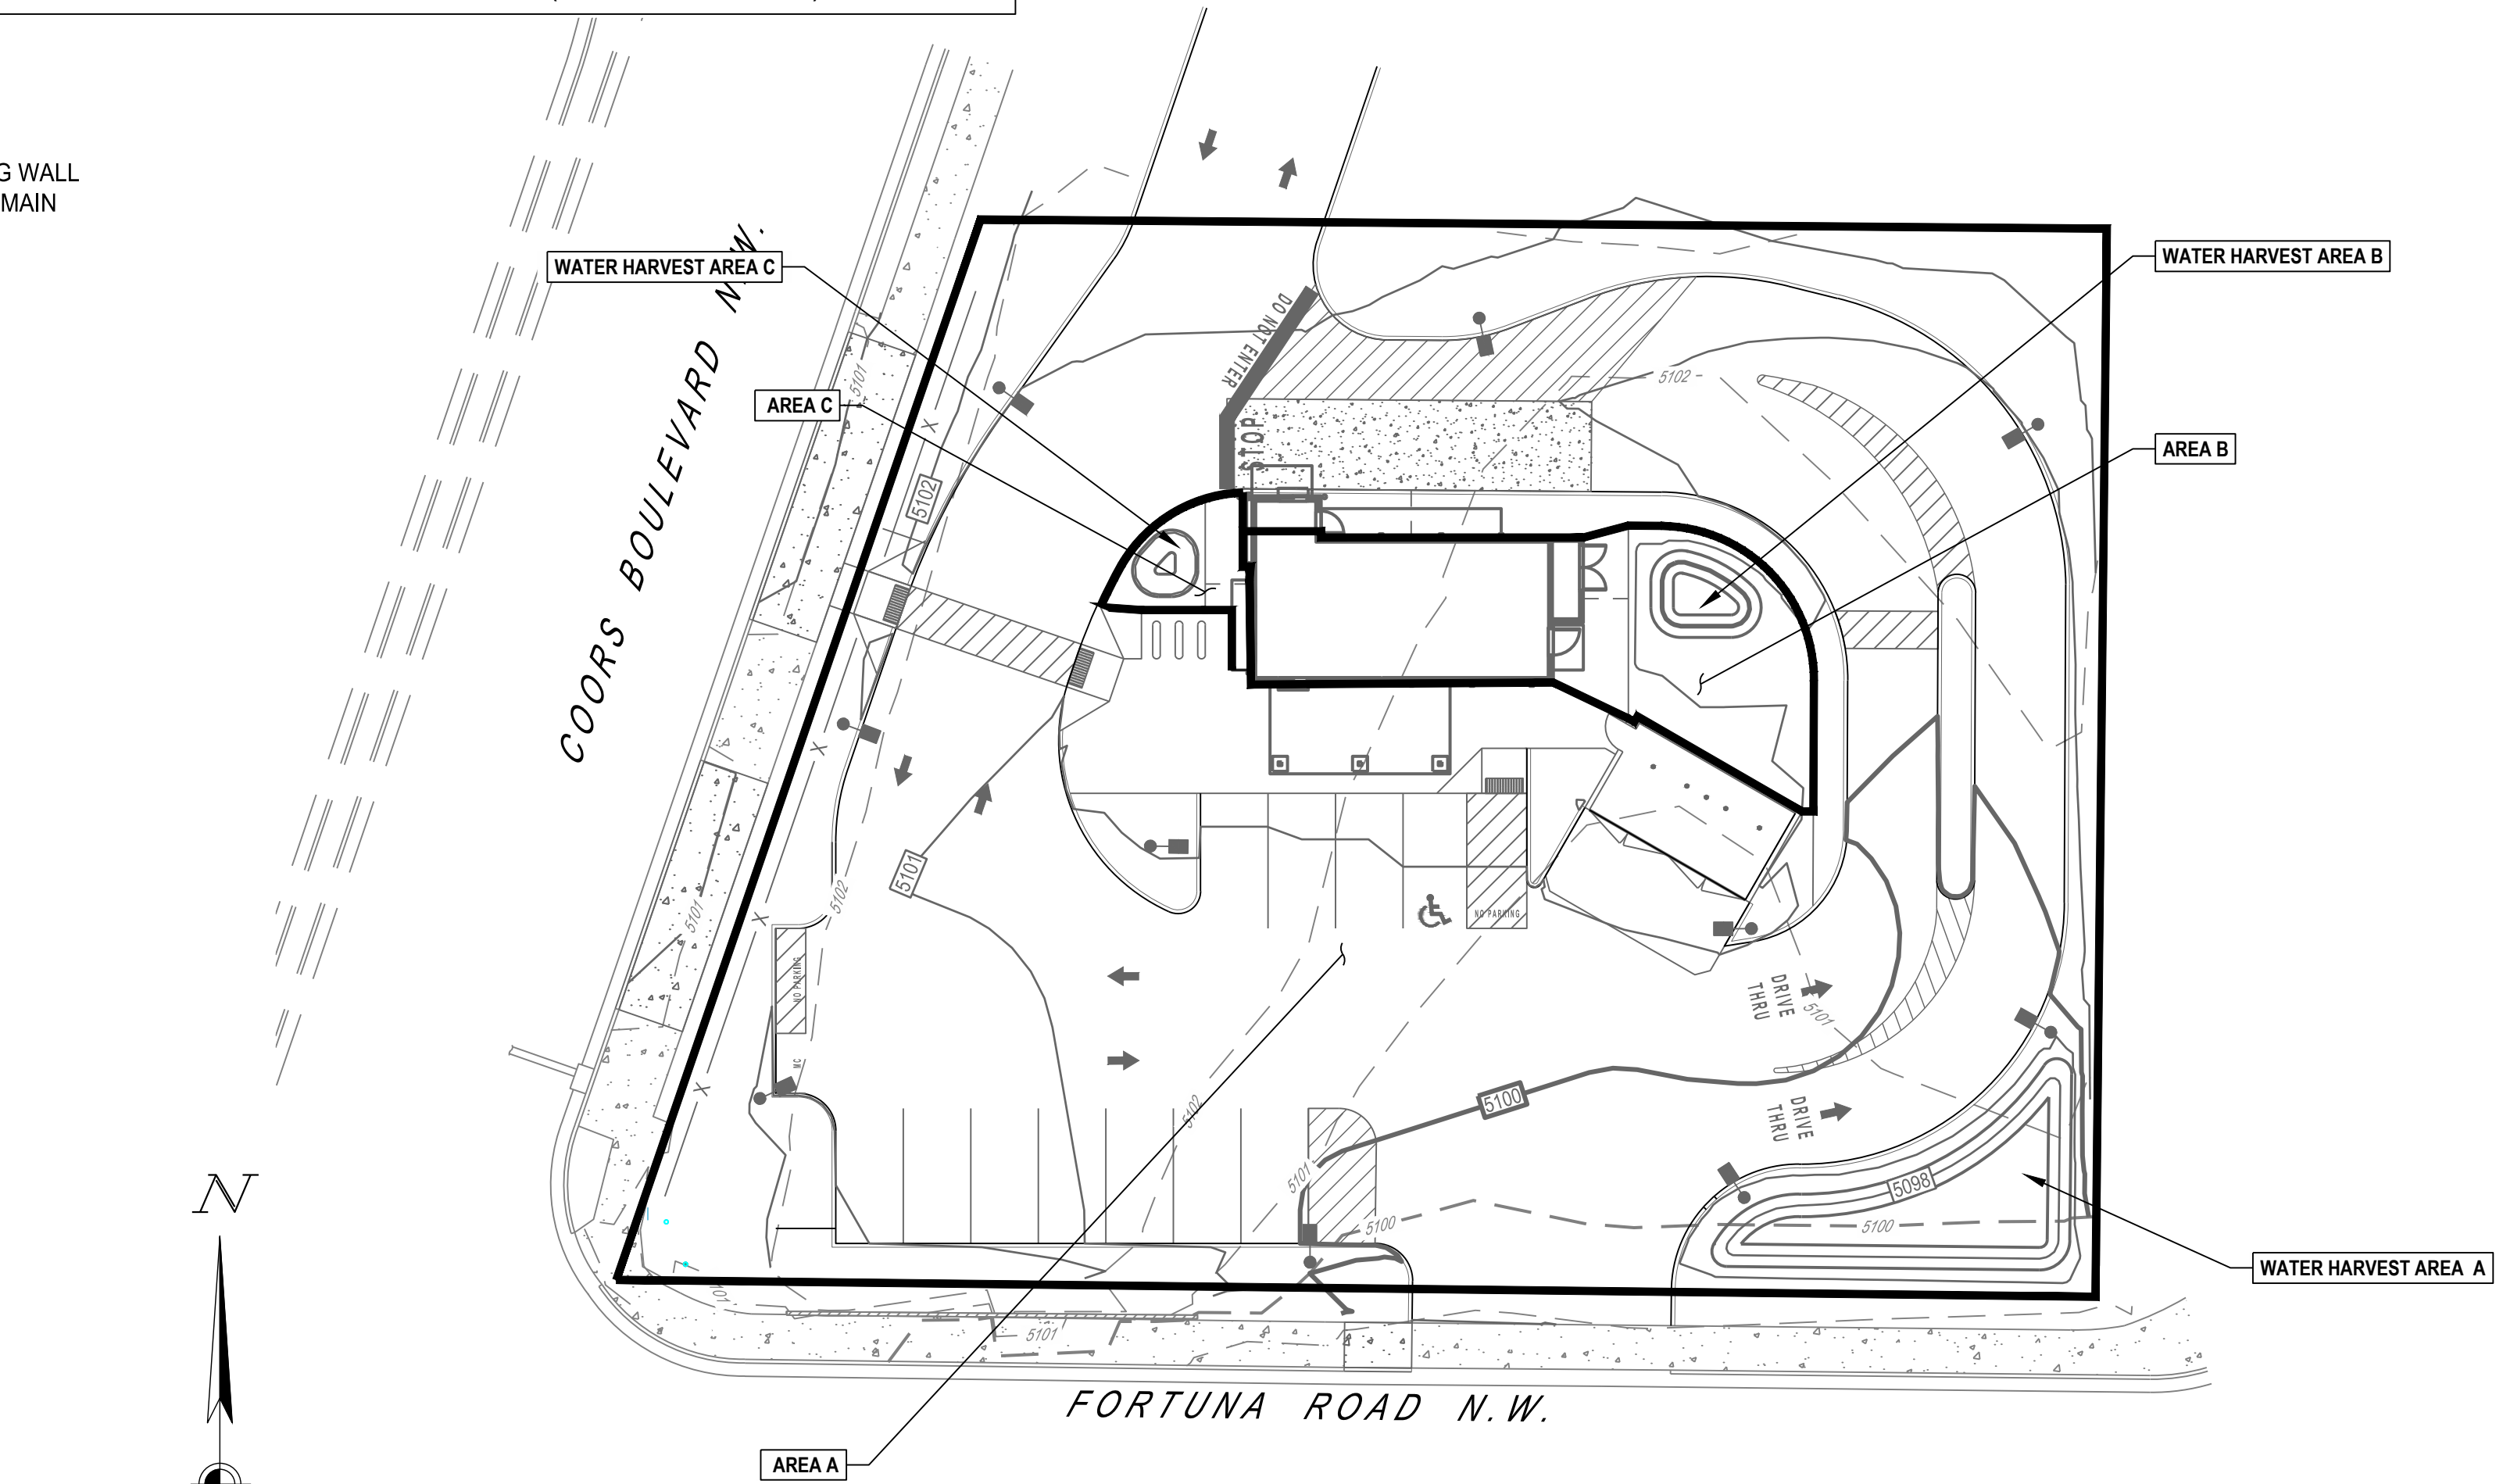 G WALL
MAIN
COORS BOULEVARD N.W.
WATER HARVEST AREA C
WATER HARVEST AREA B
AREA C
AREA B
DO NOT ENTER
STOP
5102
5101
5102
X
X
5101
5102
5101
X
X
NO PARKING
NO PARKING
MC
DRIVE
THRU
5101
DRIVE
THRU
5100
5102
5101
5100
5098
5100
WATER HARVEST AREA A
N
5101
FORTUNA ROAD N.W.
AREA A